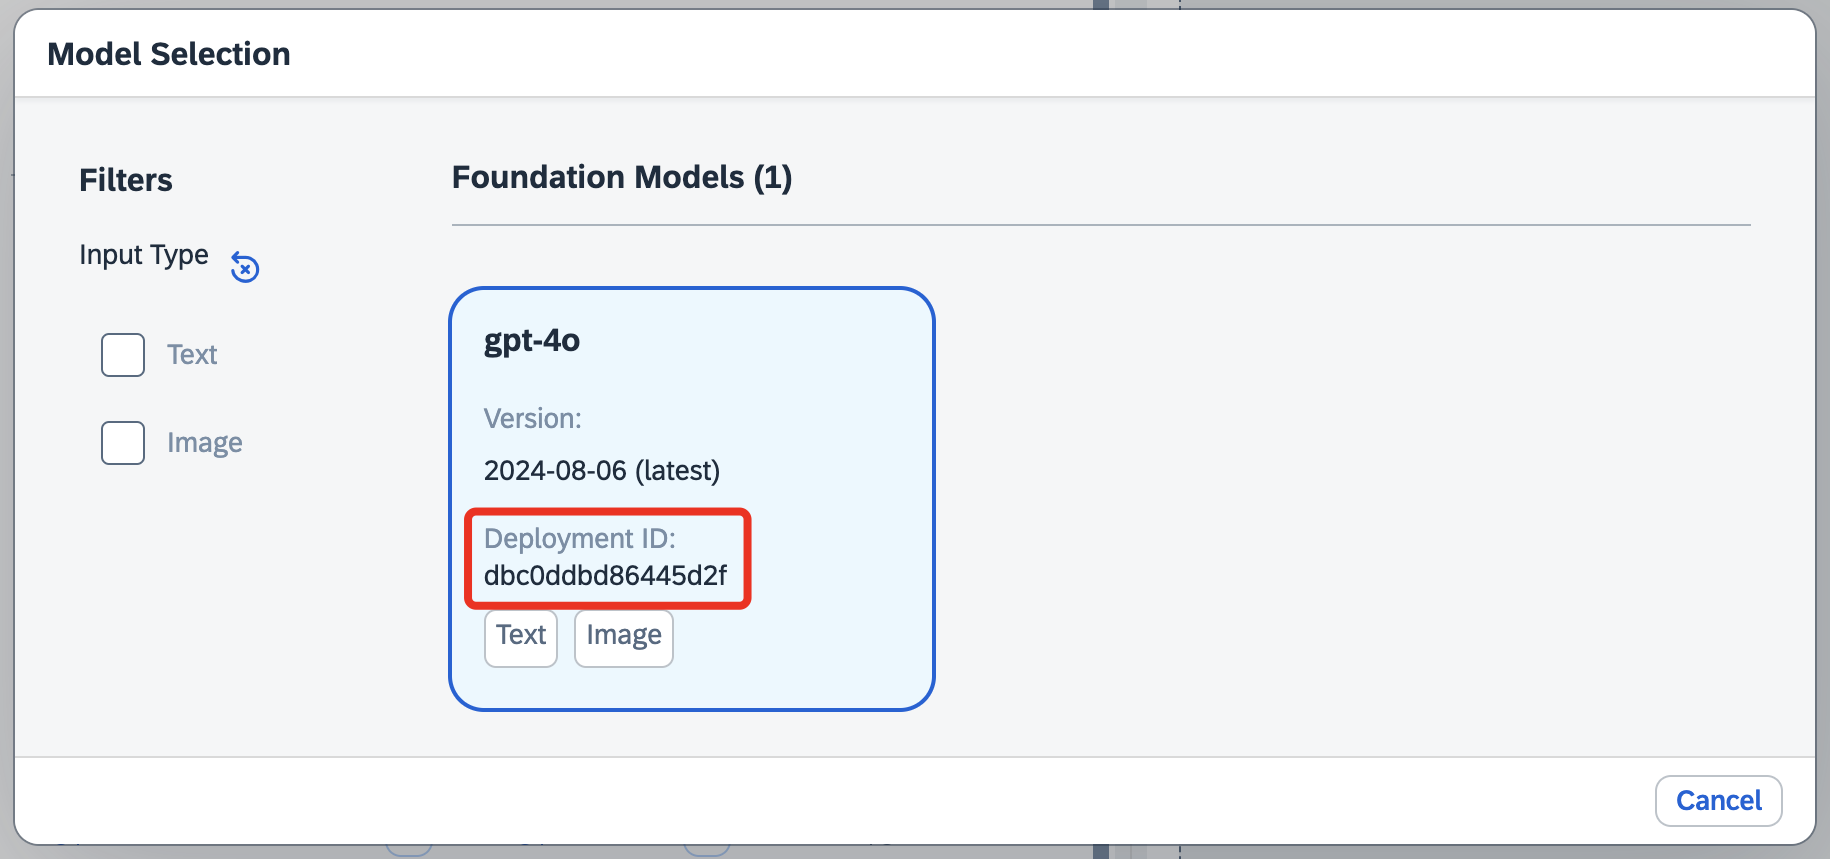 Model Selection
Filters
Input Type
Text
Image
Foundation Models (1)
gpt-4o
Version:
2024-08-06 (latest)
Deployment ID:
dbc0ddbd86445d2f
Text
Image
Cancel